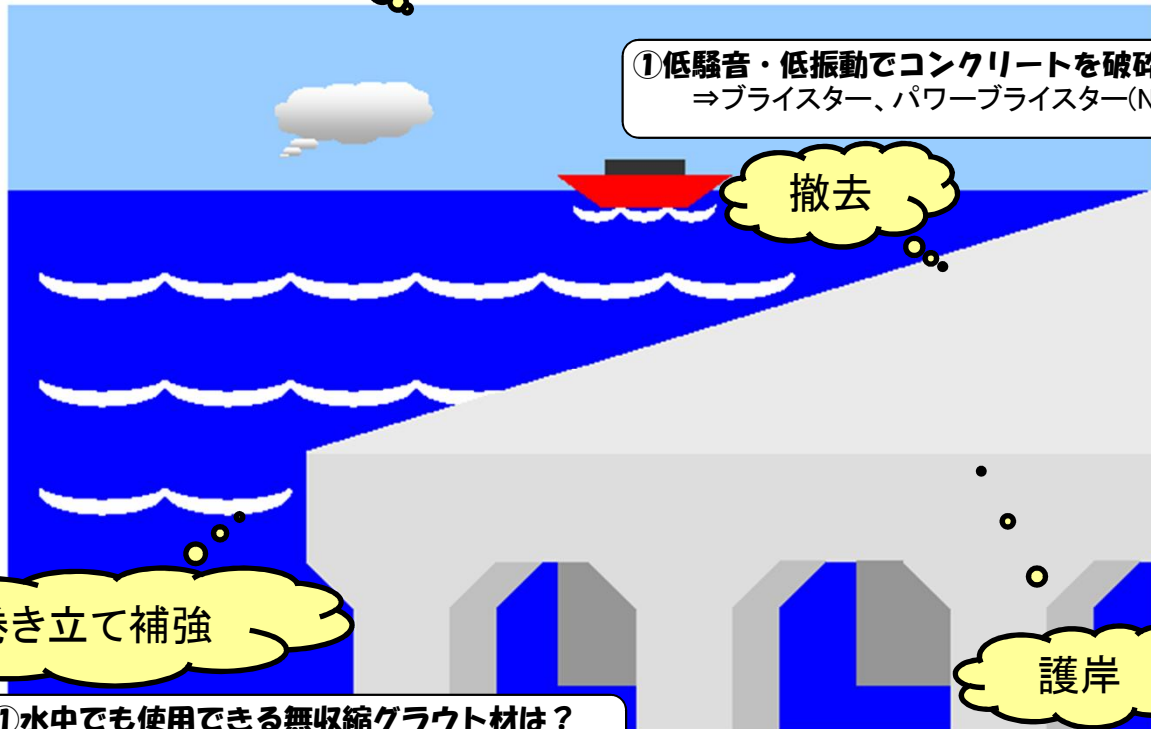 ①低騒音・低振動でコンクリートを破砕
⇒ブライスター、パワーブライスター(N
撤去
き立て補強
護岸
①水中でも使用できる無収縮グラウト材は？